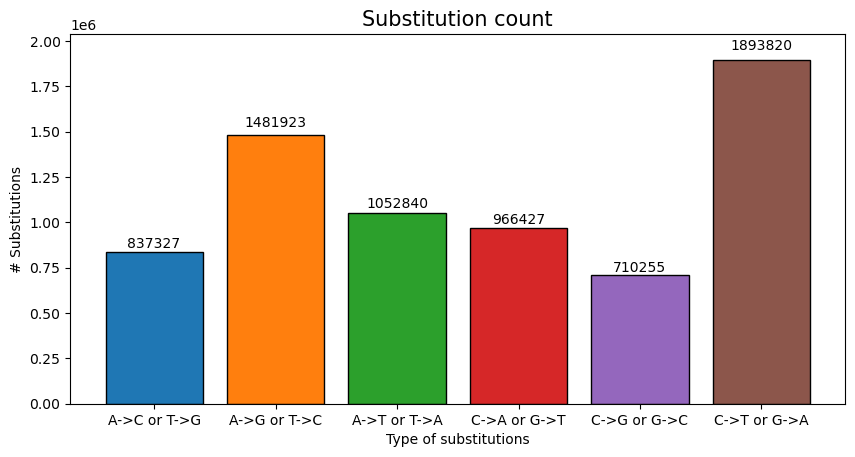 Substitution count
1e6
2.00
1.75
1.50
1.25
1.00
0.75
0.50
0.25
0.00
# Substitutions
837327
1481923
1052840
966427
710255
1893820
A->C or T->G
A->G or T->C
A->T or T->A
C->A or G->T
C->G or G->C
C->T or G->A
Type of substitutions